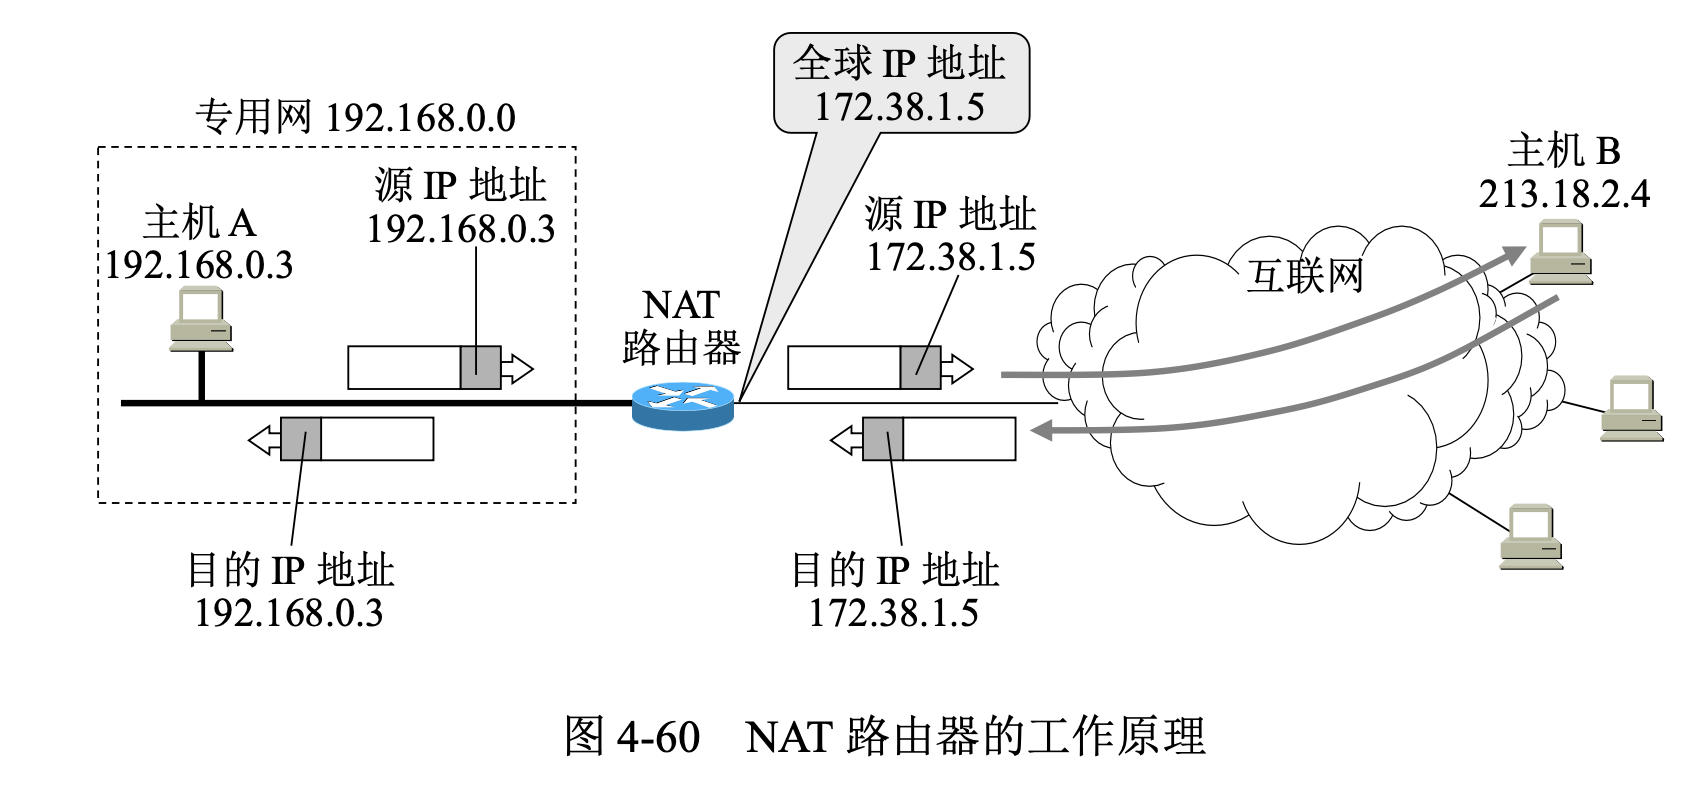 全球 IP 地址
172.38.1.5
专用网 192.168.0.0
源 IP 地址
192.168.0.3
主机 A
192.168.0.3
NAT
路由器
源 IP 地址
172.38.1.5
互联网
主机 B
213.18.2.4
目的 IP 地址
192.168.0.3
目的 IP 地址
172.38.1.5
图 4-60 NAT 路由器的工作原理